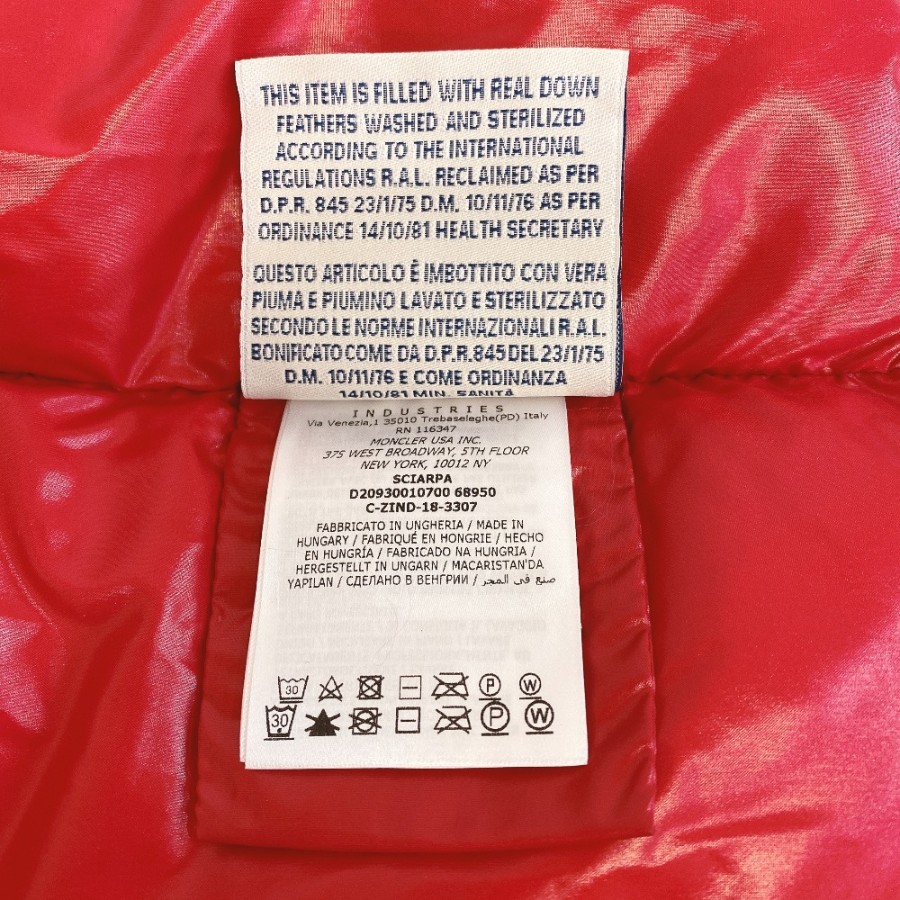 THIS ITEM IS FILLED WITH REAL DOWN
FEATHERS WASHED AND STERILIZED
ACCORDING TO THE INTERNATIONAL
REGULATIONS R.A.L. RECLAIMED AS PER
D.P.R. 845 23/1/75 D.M. 10/11/76 AS PER
ORDINANCE 14/10/81 HEALTH SECRETARY
QUESTO ARTICOLO È IMBOTTITO CON VERA
PIUMA E PIUMINO LAVATO E STERILIZZATO
SECONDO LE NORME INTERNAZIONALI R.A.L.
BONIFICATO COME DA D.P.R. 845 DEL 23/1/75
D.M. 10/11/76 E COME ORDINANZA
14/10/81 MIN. SANITÀ
INDUSTRIES
Via Venezia,1 35010 Trebaseleghe(PD) Italy
RN 116347
MONCLER USA INC.
375 WEST BROADWAY, 5TH FLOOR
NEW YORK, 10012 NY
SCIARPA
D20930010700 68950
C-ZIND-18-3307
FABBRICATO IN UNGHERIA / MADE IN
HUNGARY / FABRIQUÉ EN HONGRIE / HECHO
EN HUNGRÍA / FABRICADO NA HUNGRIA /
HERGESTELLT IN UNGARN / MACARISTAN'DA
YAPILAN / СДЕЛАНО В ВЕНГРИИ / صنع في المجر
30 P W
30 P W